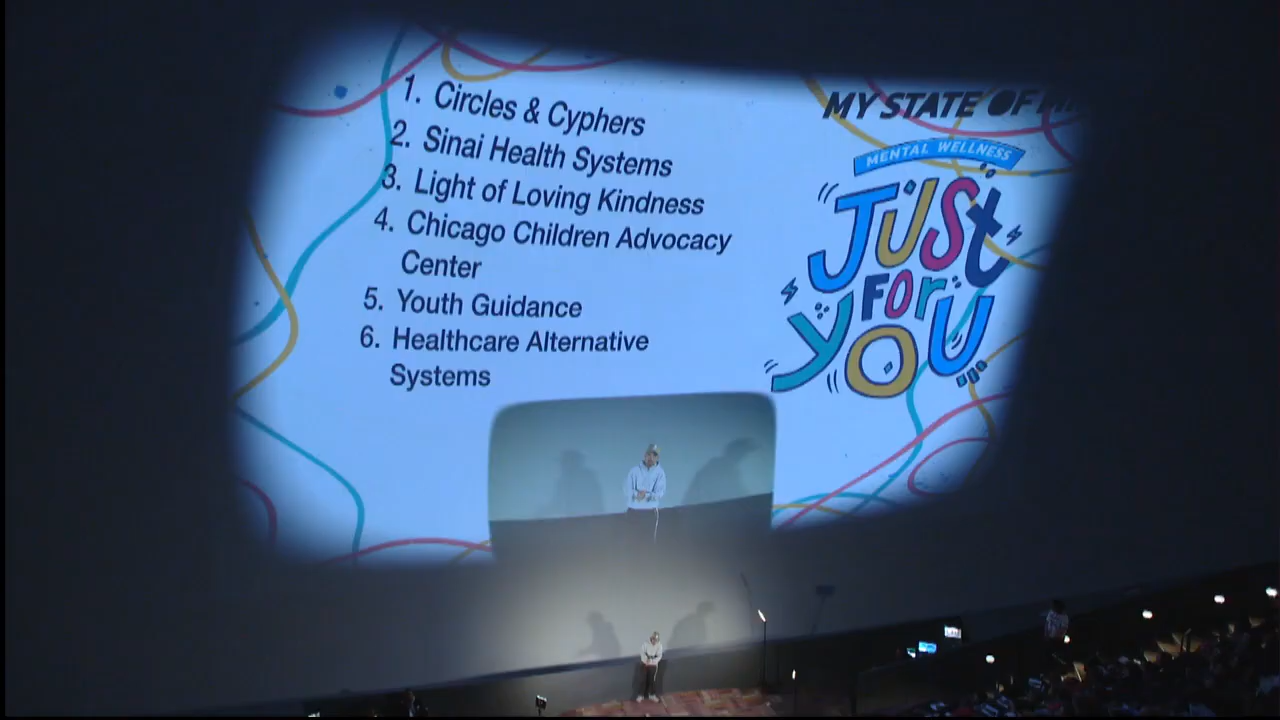 1. Circles & Cyphers
2. Sinai Health Systems
3. Light of Loving Kindness
4. Chicago Children Advocacy
Center
5. Youth Guidance
6. Healthcare Alternative
Systems
MY STATE OF
MENTAL WELLNESS
JUST
FOR
YOU